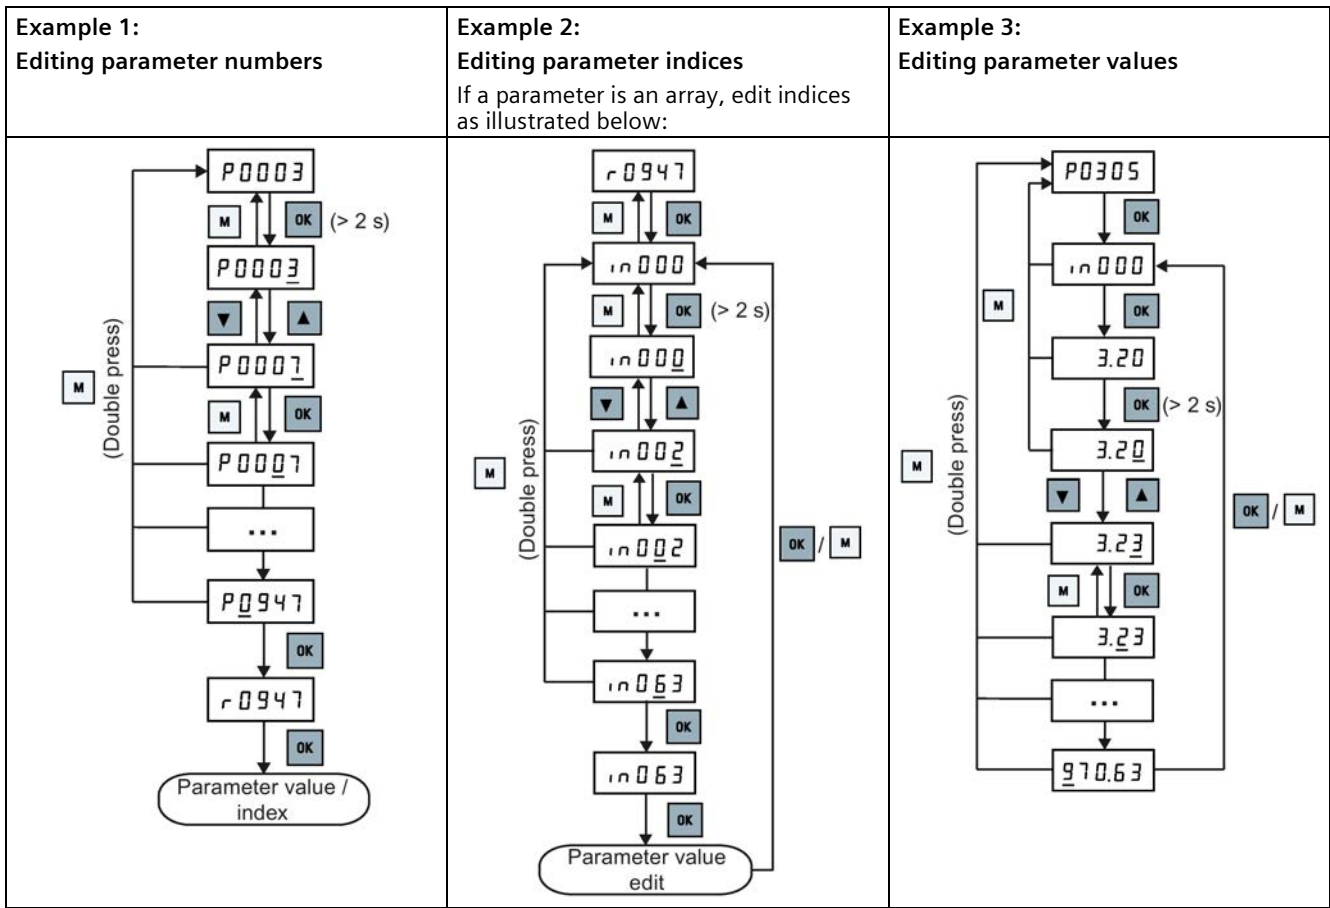 Example 1:
Editing parameter numbers
P0003
M
OK
(> 2 s)
P0003
▼
▲
P0007
M
(Double press)
M
OK
P0007
...
P0947
OK
r0947
OK
Parameter value /
index
Example 2:
Editing parameter indices
If a parameter is an array, edit indices
as illustrated below:
r0947
M
OK
in000
M
OK
(> 2 s)
in000
▼
▲
in002
M
(Double press)
M
OK
in002
OK / M
...
in063
OK
in063
OK
Parameter value
edit
Example 3:
Editing parameter values
P0305
OK
in000
M
OK
3.20
OK
(> 2 s)
3.20
M
(Double press)
▼
▲
OK / M
3.23
M
OK
3.23
...
970.63